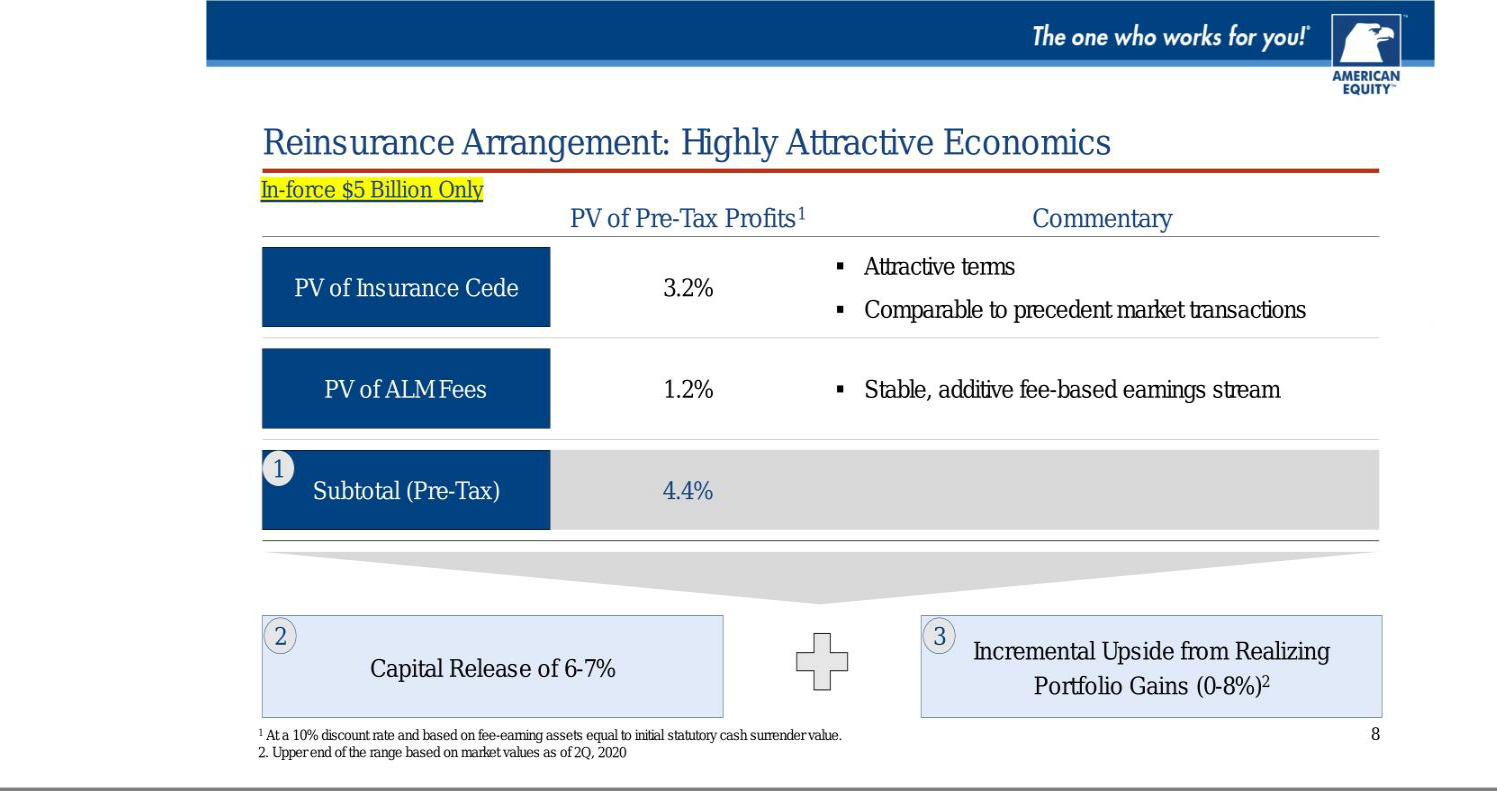 The one who works for you!®
AMERICAN
EQUITY™
Reinsurance Arrangement: Highly Attractive Economics
In-force $5 Billion Only
PV of Pre-Tax Profits¹
Commentary
PV of Insurance Cede
3.2%
▪ Attractive terms
▪ Comparable to precedent market transactions
PV of ALM Fees
1.2%
▪ Stable, additive fee-based earnings stream
1
Subtotal (Pre-Tax)
4.4%
2
Capital Release of 6-7%
3
Incremental Upside from Realizing
Portfolio Gains (0-8%)²
¹ At a 10% discount rate and based on fee-earning assets equal to initial statutory cash surrender value.
2. Upper end of the range based on market values as of 2Q, 2020
8